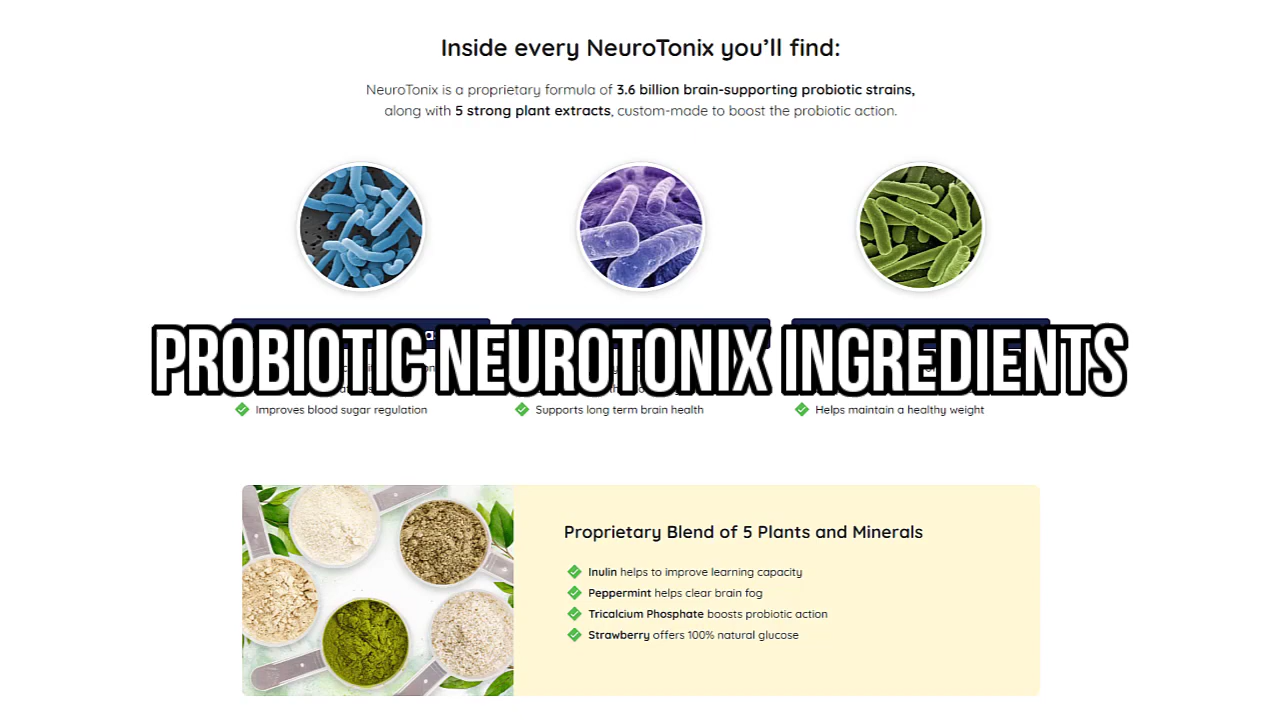 Inside every NeuroTonix you'll find:
NeuroTonix is a proprietary formula of 3.6 billion brain-supporting probiotic strains,
along with 5 strong plant extracts, custom-made to boost the probiotic action.
PROBIOTIC NEUROTONIX INGREDIENTS
Improves blood sugar regulation
Supports long term brain health
Helps maintain a healthy weight
Proprietary Blend of 5 Plants and Minerals
Inulin helps to improve learning capacity
Peppermint helps clear brain fog
Tricalcium Phosphate boosts probiotic action
Strawberry offers 100% natural glucose